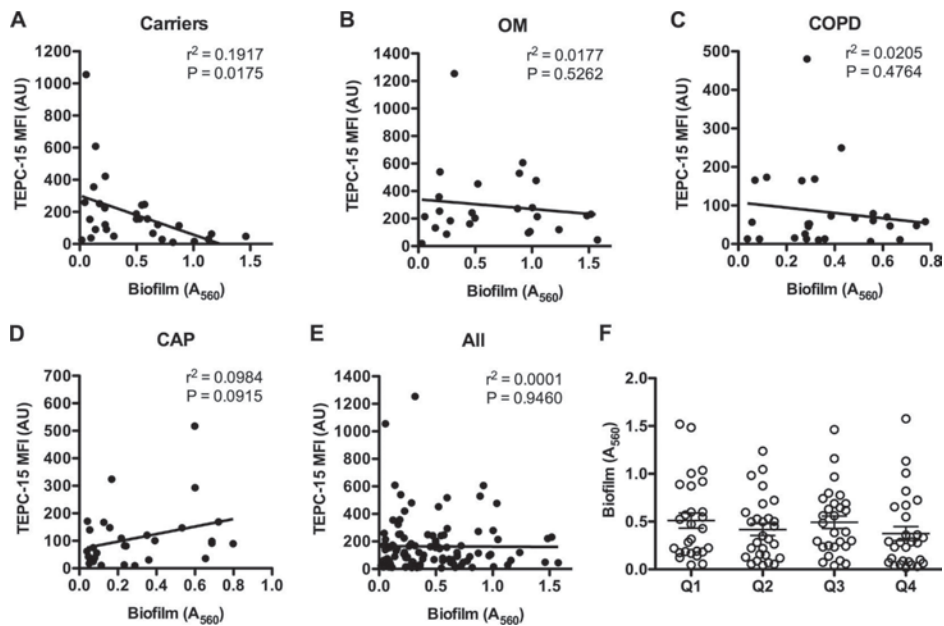 A
Carriers
r² = 0.1917
P = 0.0175
TEPC-15 MFI (AU)
1200
1000
800
600
400
200
0
0.0 0.5 1.0 1.5
Biofilm (A₅₆₀)
B
OM
r² = 0.0177
P = 0.5262
TEPC-15 MFI (AU)
1400
1200
1000
800
600
400
200
0
0.0 0.5 1.0 1.5
Biofilm (A₅₆₀)
C
COPD
r² = 0.0205
P = 0.4764
TEPC-15 MFI (AU)
500
400
300
200
100
0
0.0 0.2 0.4 0.6 0.8
Biofilm (A₅₆₀)
D
CAP
r² = 0.0984
P = 0.0915
TEPC-15 MFI (AU)
700
600
500
400
300
200
100
0
0.0 0.2 0.4 0.6 0.8 1.0
Biofilm (A₅₆₀)
E
All
r² = 0.0001
P = 0.9460
TEPC-15 MFI (AU)
1400
1200
1000
800
600
400
200
0
0.0 0.5 1.0 1.5
Biofilm (A₅₆₀)
F
Biofilm (A₅₆₀)
2.0
1.5
1.0
0.5
0.0
Q1 Q2 Q3 Q4